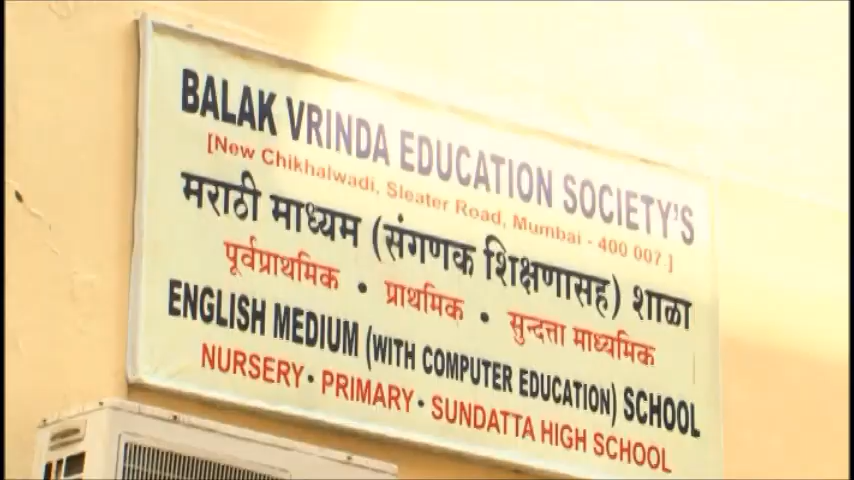 BALAK VRINDA EDUCATION SOCIETY'S
[New Chikhalwadi, Sleater Road, Mumbai - 400 007.]
मराठी माध्यम (संगणक शिक्षणासह) शाळा
पूर्वप्राथमिक • प्राथमिक • सुन्दत्ता माध्यमिक
ENGLISH MEDIUM (WITH COMPUTER EDUCATION) SCHOOL
NURSERY • PRIMARY • SUNDATTA HIGH SCHOOL